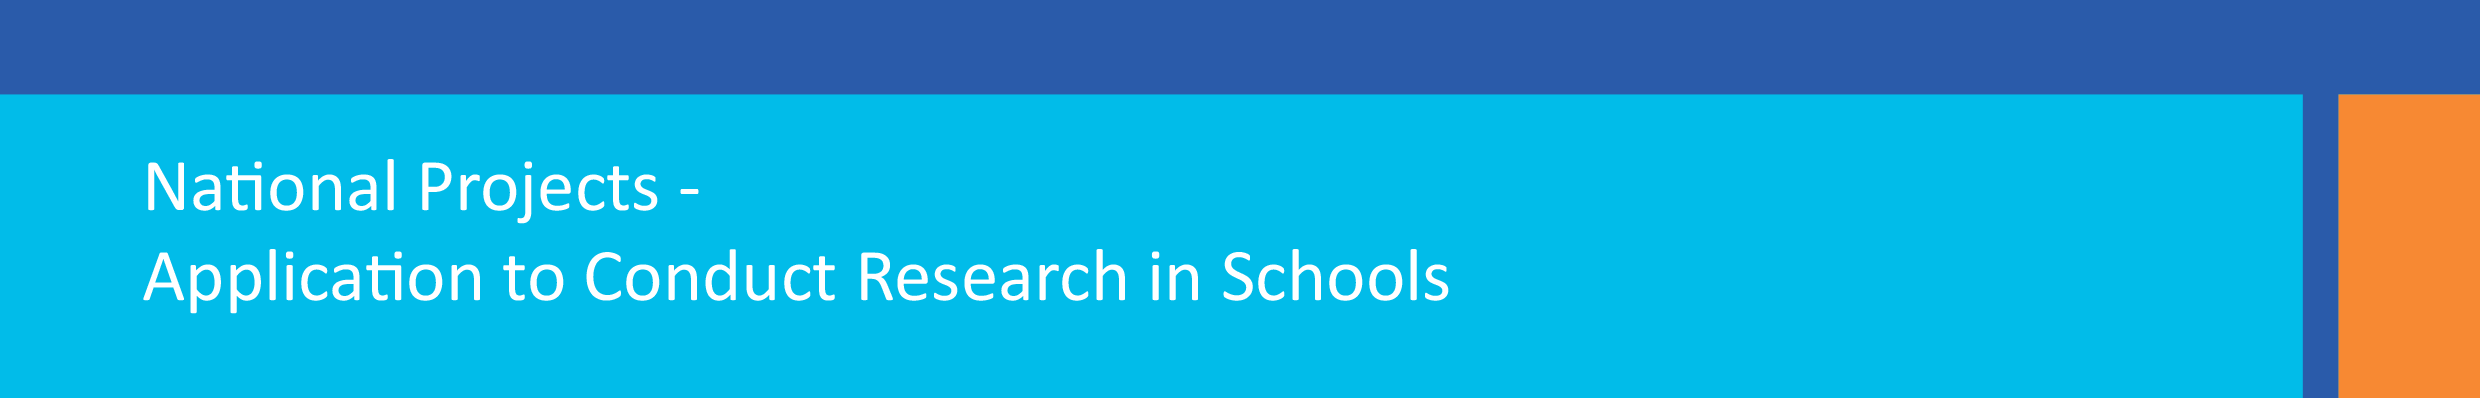 National Projects -
Application to Conduct Research in Schools